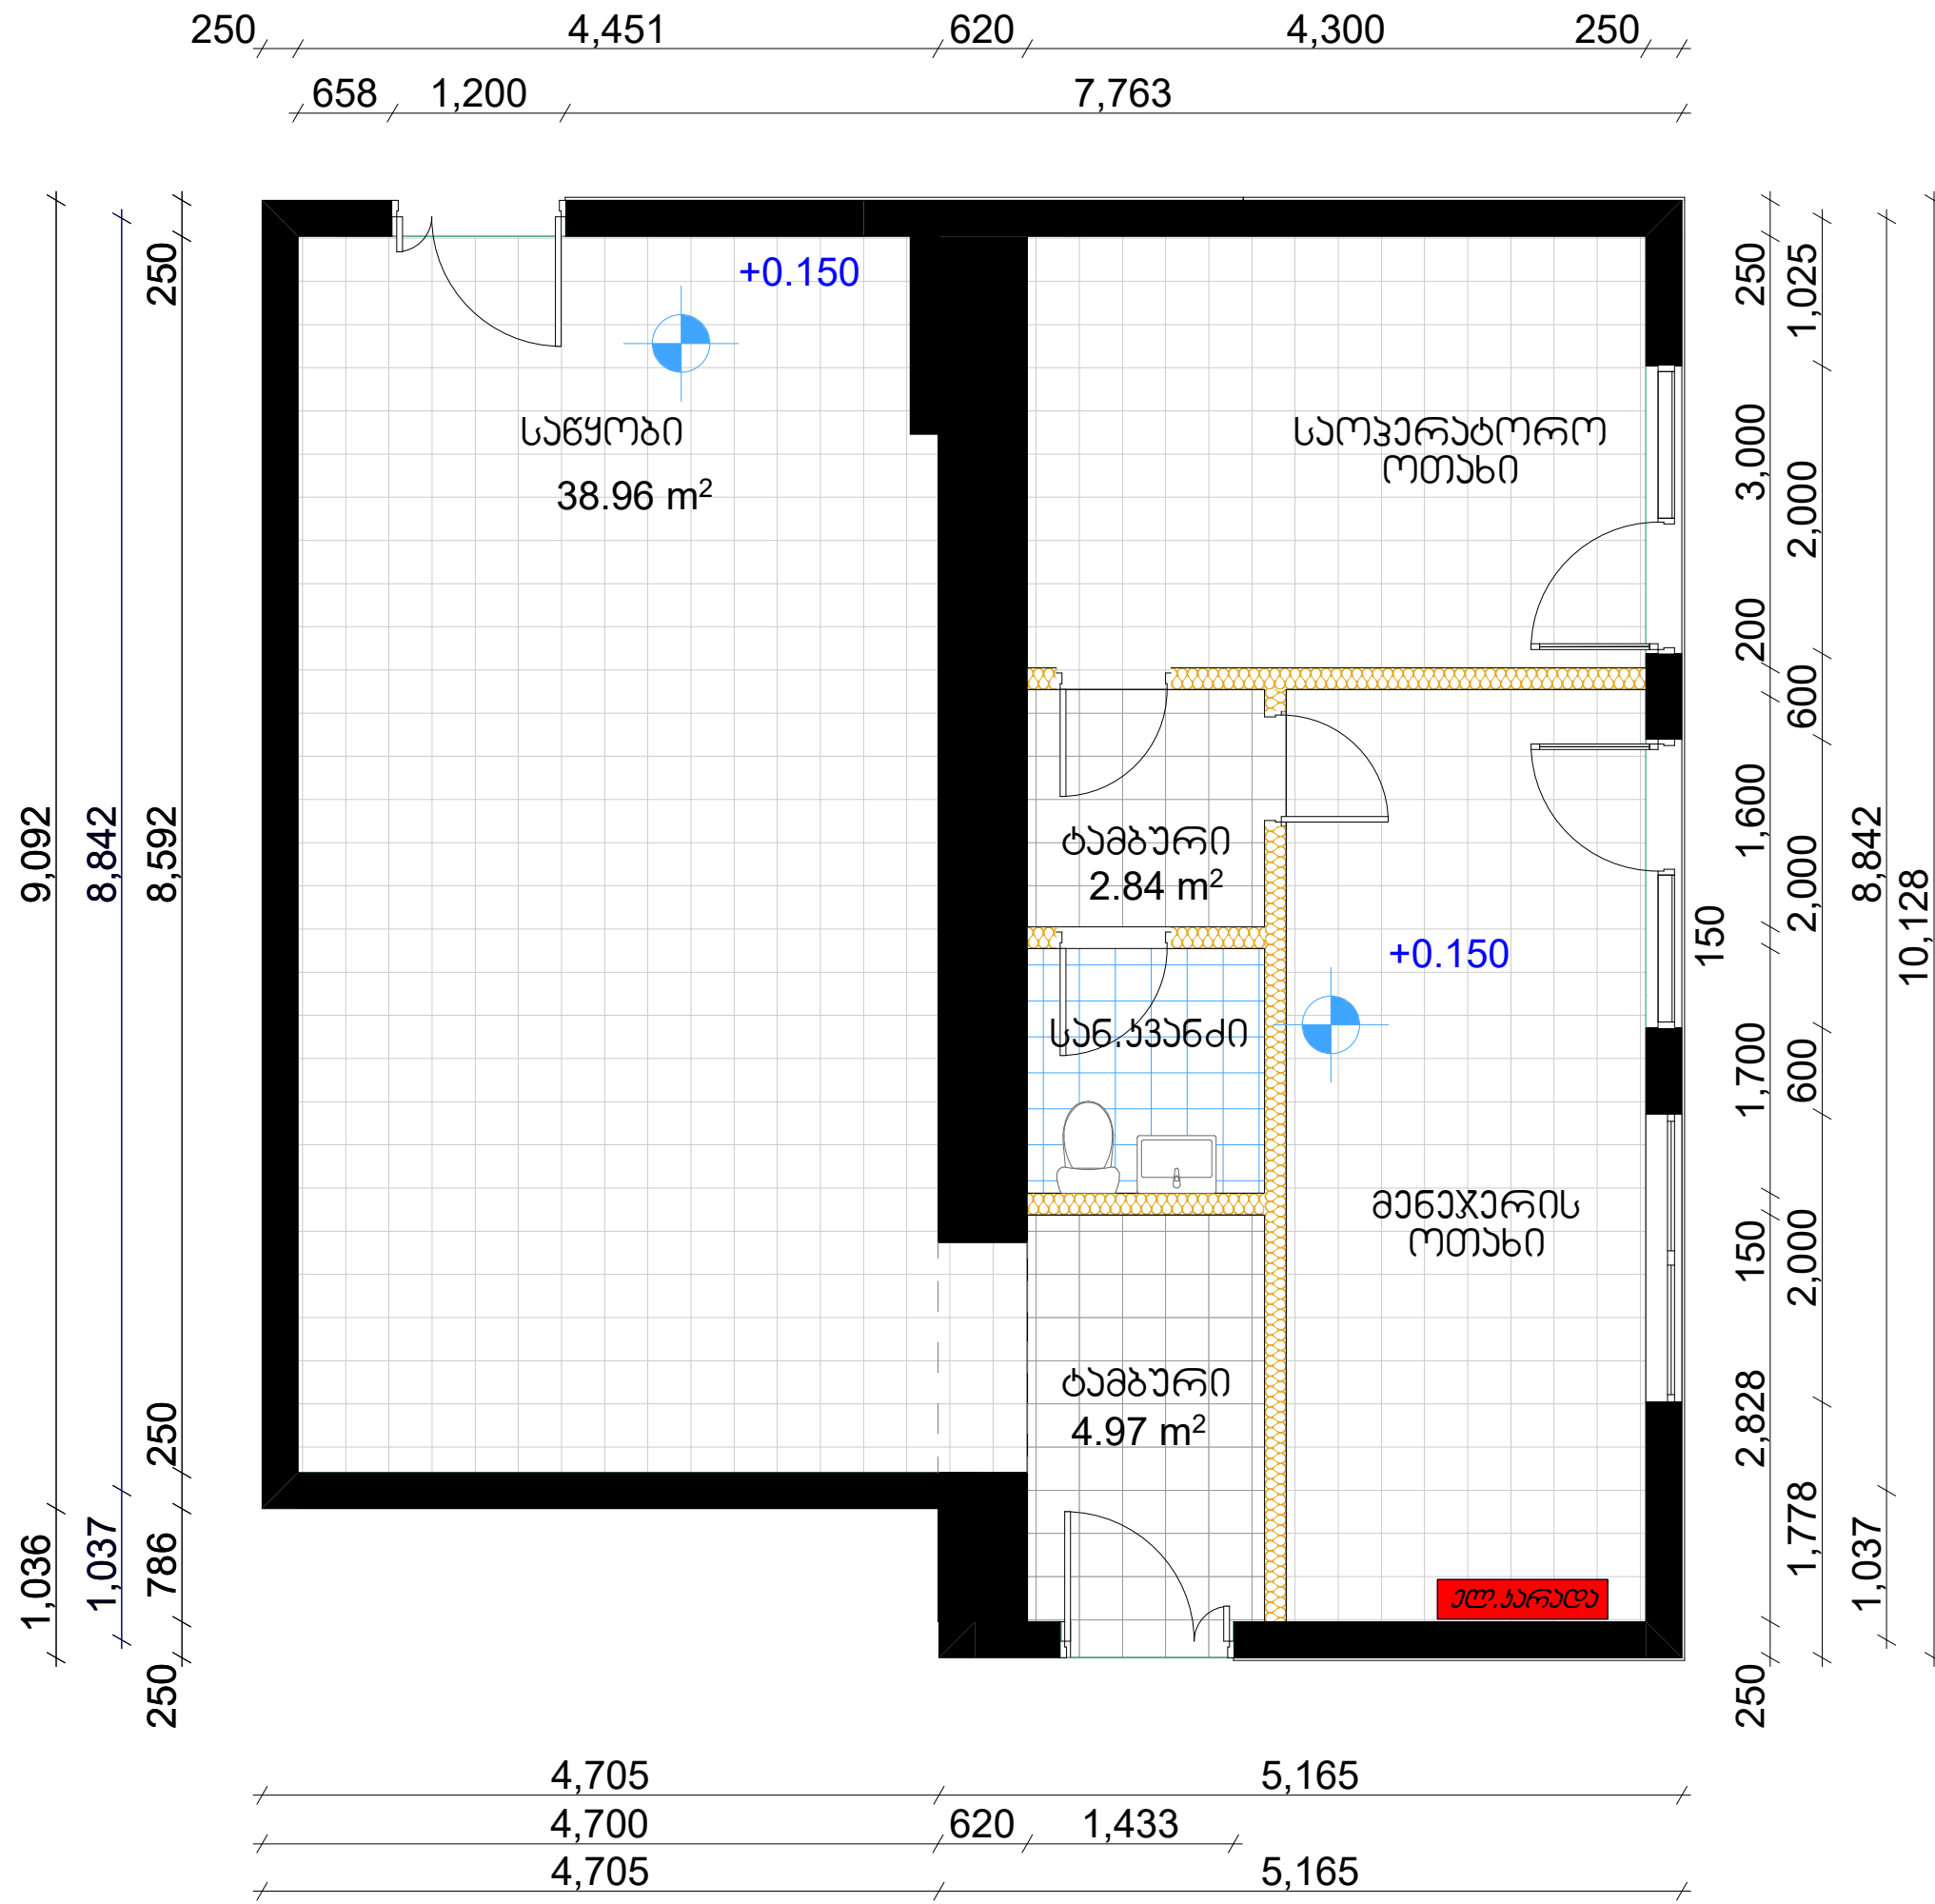 250 4,451 620 4,300 250
658 1,200 7,763
+0.150
საწყობი
38.96 m²
საოპერატორო
ოთახი
ტამბური
2.84 m²
+0.150
სან.კვანძი
მენეჯერის
ოთახი
ტამბური
4.97 m²
ელ.კარადა
9,092
1,036
8,842
1,037
250
8,592
250
786
250
250
3,000
200
1,600
150
1,700
150
2,828
250
1,025
2,000
600
2,000
600
2,000
1,778
8,842
1,037
10,128
4,705 5,165
4,700 620 1,433
4,705 5,165